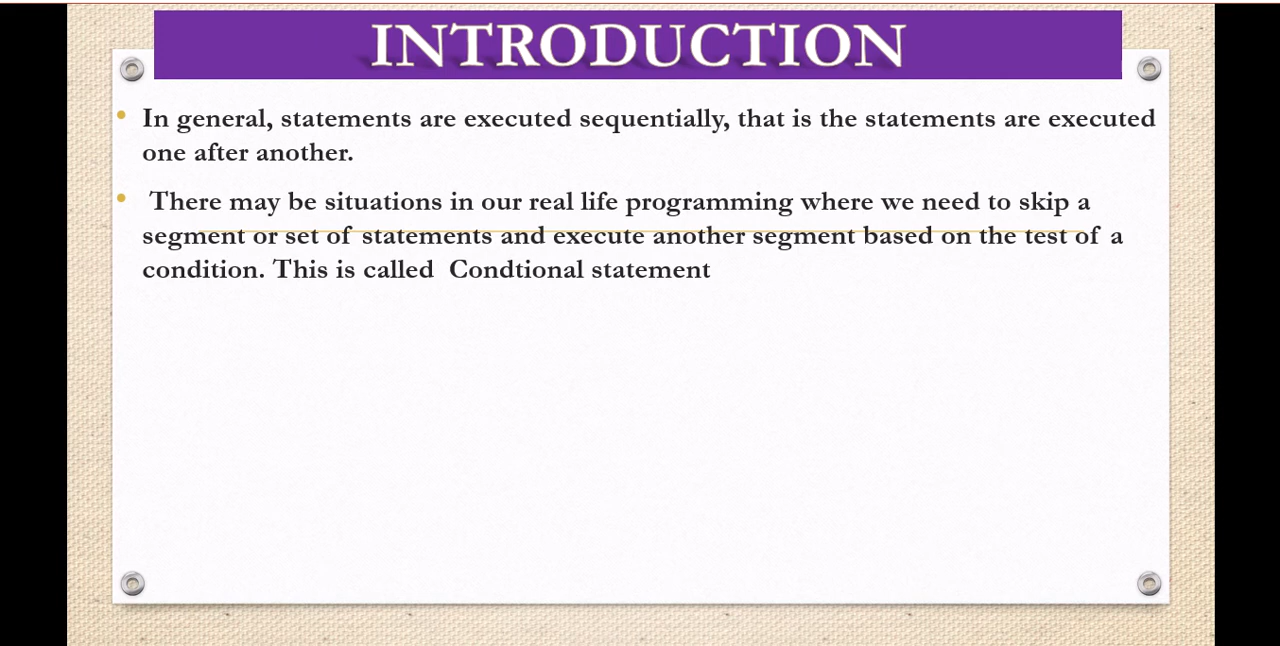 INTRODUCTION
• In general, statements are executed sequentially, that is the statements are executed
one after another.
• There may be situations in our real life programming where we need to skip a
segment or set of statements and execute another segment based on the test of a
condition. This is called Condtional statement